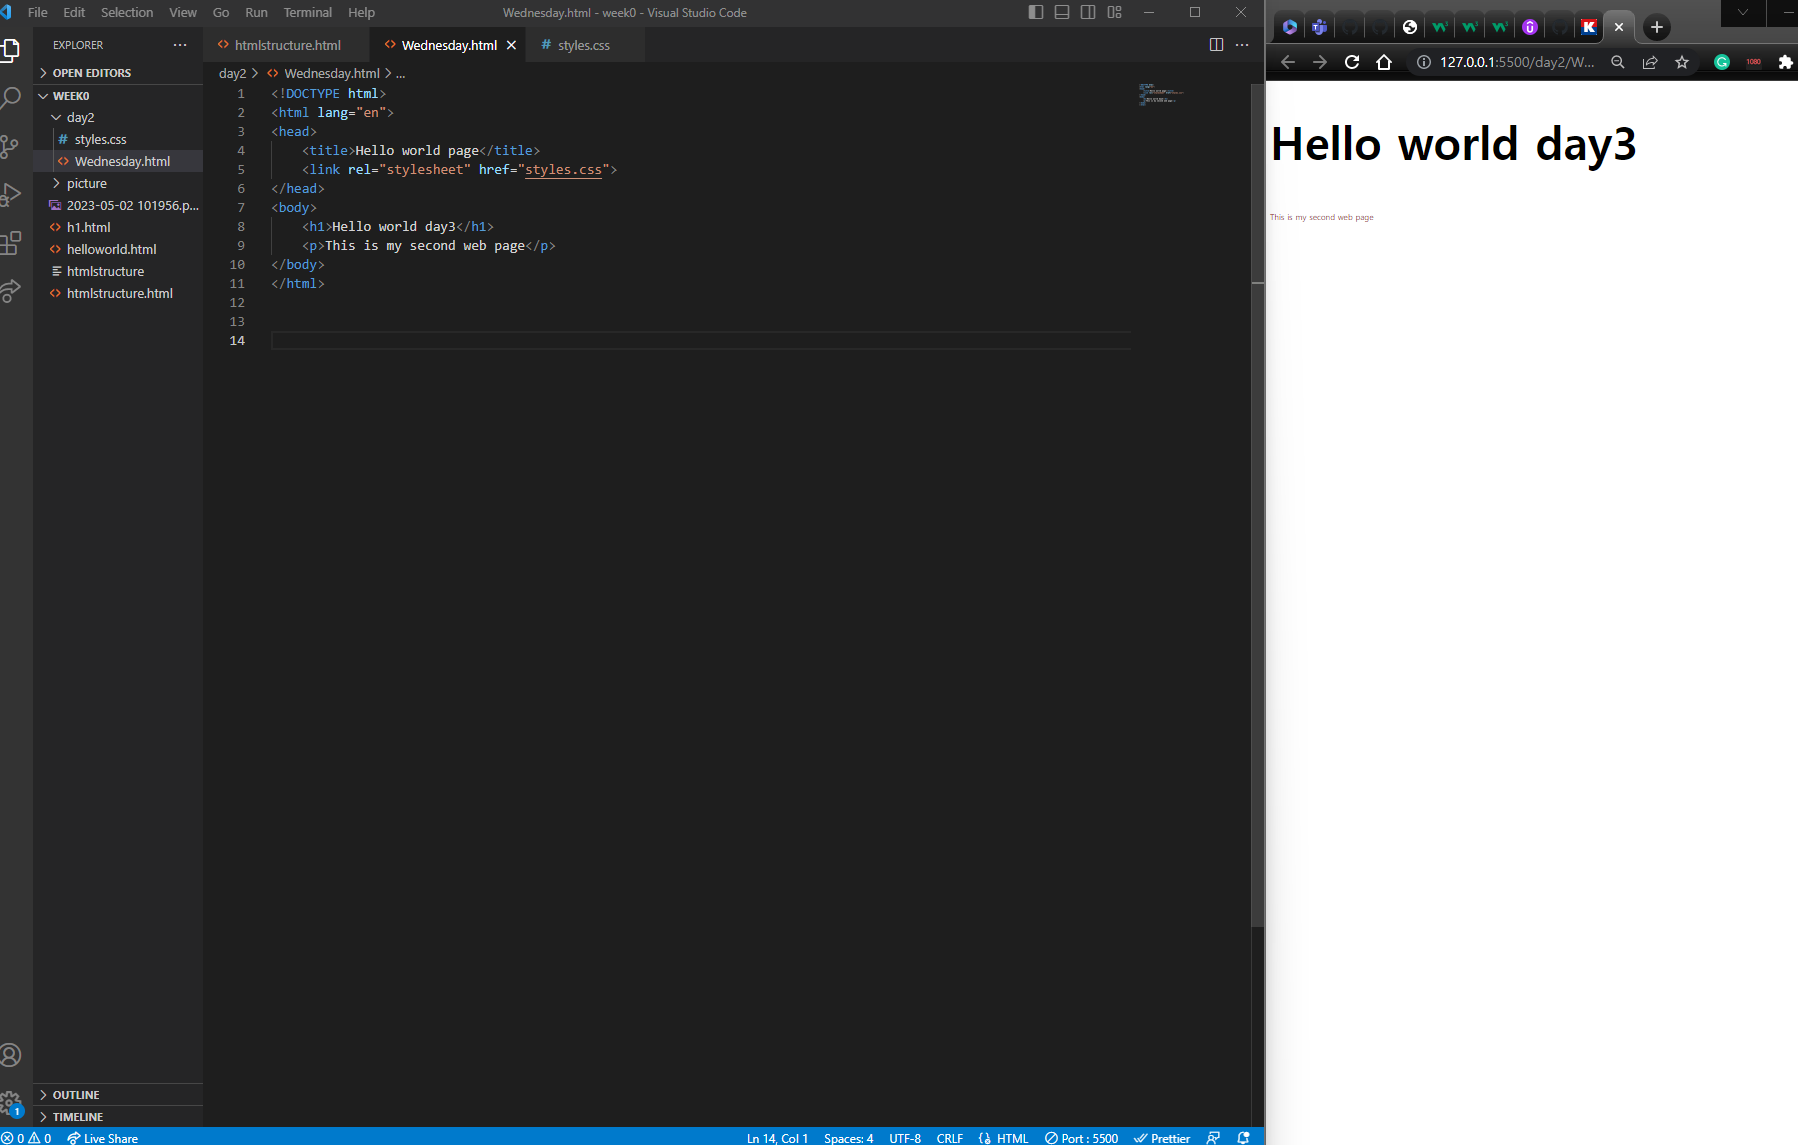 File Edit Selection View Go Run Terminal Help
Wednesday.html - week0 - Visual Studio Code
EXPLORER
OPEN EDITORS
WEEK0
day2
styles.css
Wednesday.html
picture
2023-05-02 101956.p...
h1.html
helloworld.html
htmlstructure
htmlstructure.html
OUTLINE
TIMELINE
htmlstructure.html Wednesday.html styles.css
day2 > Wednesday.html > ...
1 <!DOCTYPE html>
2 <html lang="en">
3 <head>
4 <title>Hello world page</title>
5 <link rel="stylesheet" href="styles.css">
6 </head>
7 <body>
8 <h1>Hello world day3</h1>
9 <p>This is my second web page</p>
10 </body>
11 </html>
12
13
14
1
0 0 Live Share
Ln 14, Col 1 Spaces: 4 UTF-8 CRLF HTML Port : 5500 Prettier
127.0.0.1:5500/day2/W...
1080
Hello world day3
This is my second web page